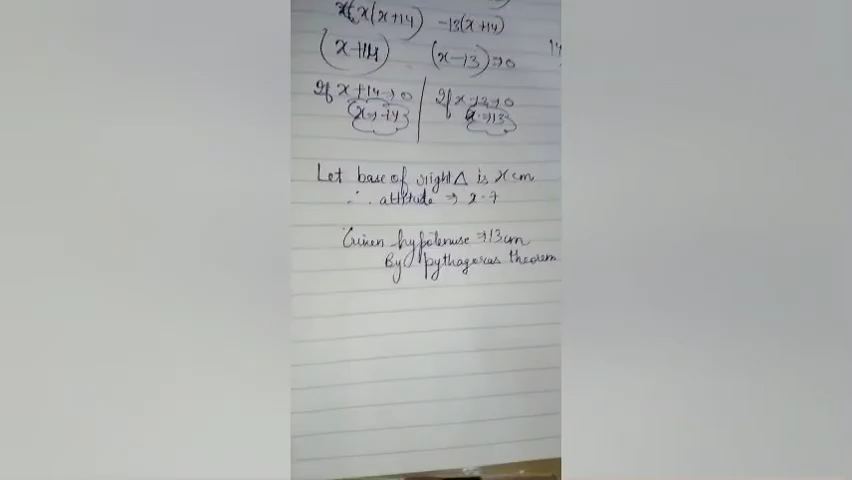 x(x+14) -13(x+14)
(x+14) (x-13)=>0
If x+14=>0 If x-13=>0
x=>-14 x=>13
Let base of right △ is x cm
∴ altitude => x-7
Given hypotenuse =>13cm
By pythagoras theorem